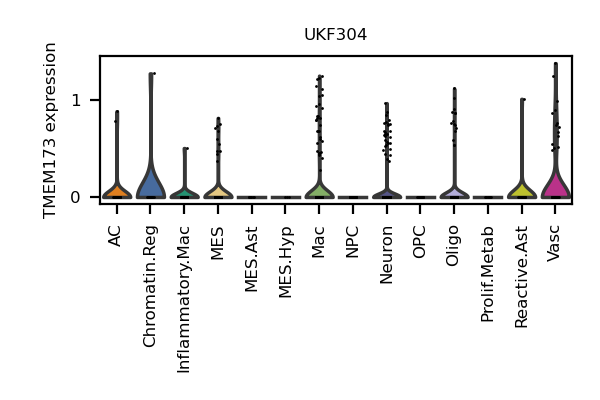 UKF304
TMEM173 expression
1
0
AC
Chromatin.Reg
Inflammatory.Mac
MES
MES.Ast
MES.Hyp
Mac
NPC
Neuron
OPC
Oligo
Prolif.Metab
Reactive.Ast
Vasc